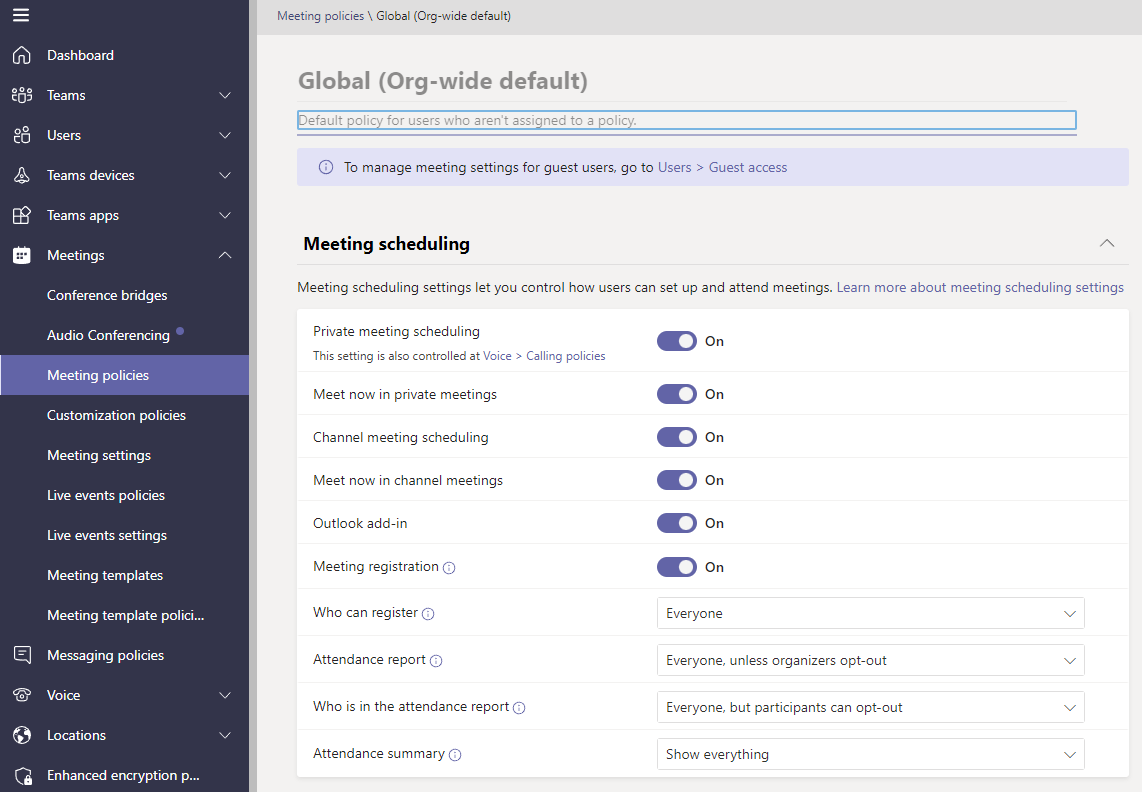 Dashboard
Teams
Users
Teams devices
Teams apps
Meetings
Conference bridges
Audio Conferencing
Meeting policies
Customization policies
Meeting settings
Live events policies
Live events settings
Meeting templates
Meeting template polici...
Messaging policies
Voice
Locations
Enhanced encryption p...
Meeting policies \ Global (Org-wide default)
Global (Org-wide default)
Default policy for users who aren't assigned to a policy.
To manage meeting settings for guest users, go to Users > Guest access
Meeting scheduling
Meeting scheduling settings let you control how users can set up and attend meetings. Learn more about meeting scheduling settings
Private meeting scheduling
This setting is also controlled at Voice > Calling policies
On
Meet now in private meetings On
Channel meeting scheduling On
Meet now in channel meetings On
Outlook add-in On
Meeting registration On
Who can register Everyone
Attendance report Everyone, unless organizers opt-out
Who is in the attendance report Everyone, but participants can opt-out
Attendance summary Show everything